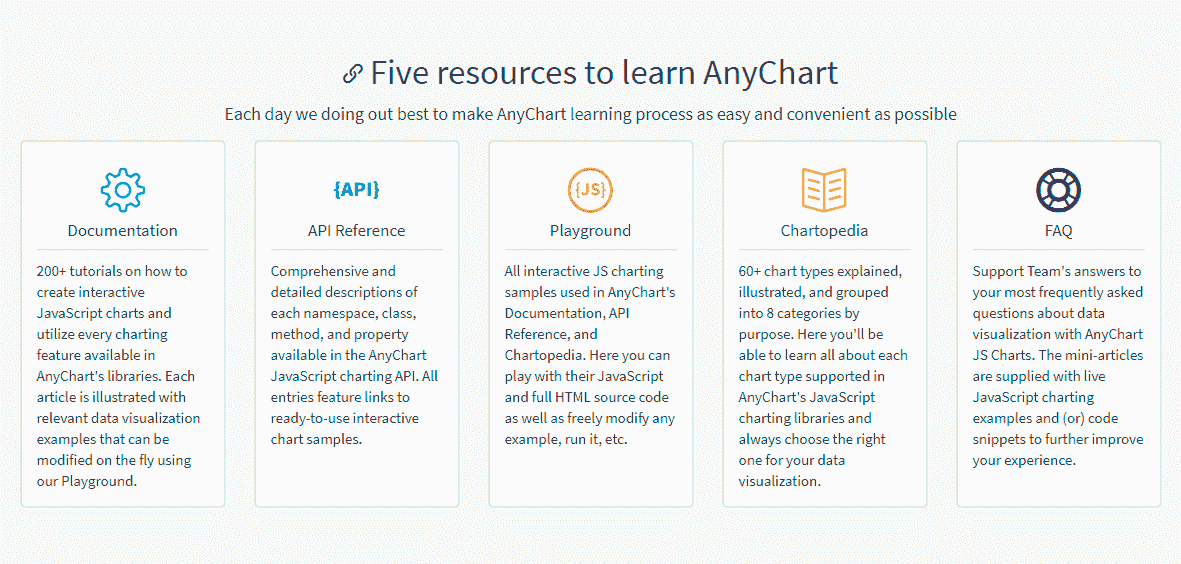 Five resources to learn AnyChart
Each day we doing out best to make AnyChart learning process as easy and convenient as possible
Documentation
200+ tutorials on how to
create interactive
JavaScript charts and
utilize every charting
feature available in
AnyChart's libraries. Each
article is illustrated with
relevant data visualization
examples that can be
modified on the fly using
our Playground.
{API}
API Reference
Comprehensive and
detailed descriptions of
each namespace, class,
method, and property
available in the AnyChart
JavaScript charting API. All
entries feature links to
ready-to-use interactive
chart samples.
{JS}
Playground
All interactive JS charting
samples used in AnyChart's
Documentation, API
Reference, and
Chartopedia. Here you can
play with their JavaScript
and full HTML source code
as well as freely modify any
example, run it, etc.
Chartopedia
60+ chart types explained,
illustrated, and grouped
into 8 categories by
purpose. Here you'll be
able to learn all about each
chart type supported in
AnyChart's JavaScript
charting libraries and
always choose the right
one for your data
visualization.
FAQ
Support Team's answers to
your most frequently asked
questions about data
visualization with AnyChart
JS Charts. The mini-articles
are supplied with live
JavaScript charting
examples and (or) code
snippets to further improve
your experience.